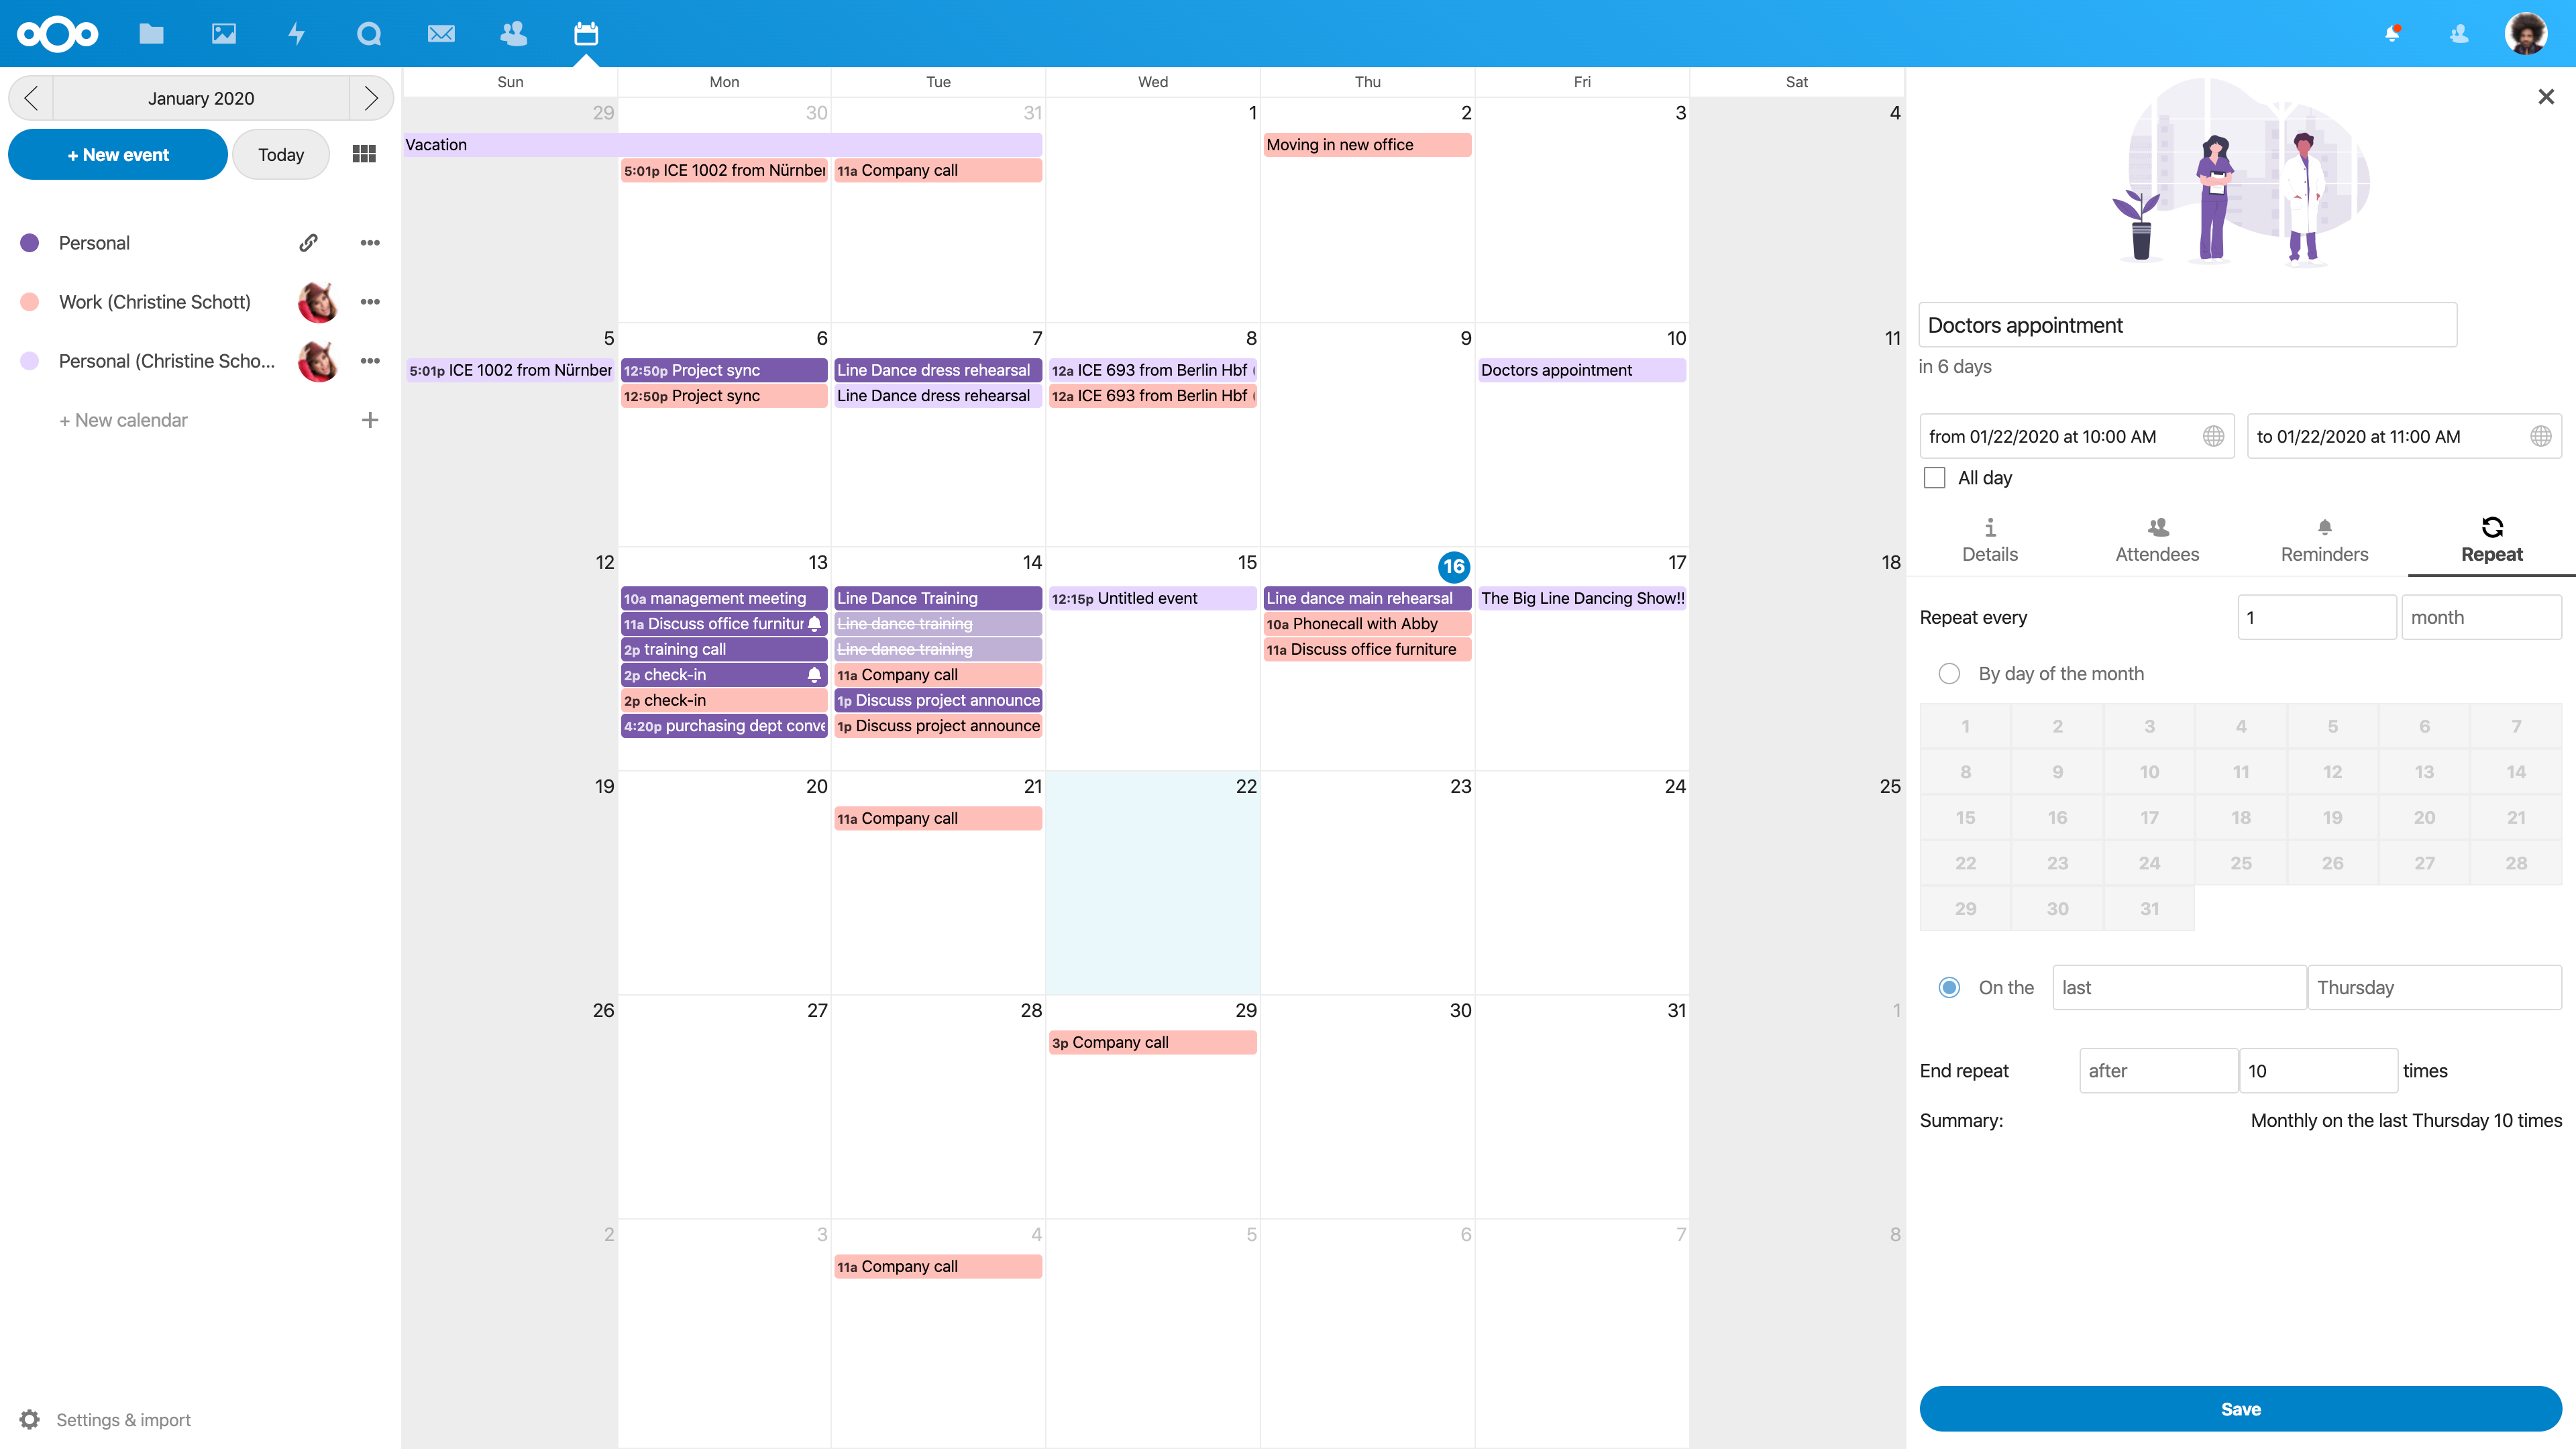 January 2020
+ New event
Today
Personal
Work (Christine Schott)
Personal (Christine Scho...
+ New calendar
Settings & import
Sun Mon Tue Wed Thu Fri Sat
29 30 31 1 2 3 4
Vacation
Moving in new office
5:01p ICE 1002 from Nürnber
11a Company call
5 6 7 8 9 10 11
5:01p ICE 1002 from Nürnber
12:50p Project sync
Line Dance dress rehearsal
12a ICE 693 from Berlin Hbf (
Doctors appointment
12:50p Project sync
Line Dance dress rehearsal
12a ICE 693 from Berlin Hbf (
12 13 14 15 16 17 18
10a management meeting
Line Dance Training
12:15p Untitled event
Line dance main rehearsal
The Big Line Dancing Show!!
11a Discuss office furnitur
Line dance training
10a Phonecall with Abby
2p training call
Line dance training
11a Discuss office furniture
2p check-in
11a Company call
2p check-in
1p Discuss project announce
4:20p purchasing dept conve
1p Discuss project announce
19 20 21 22 23 24 25
11a Company call
26 27 28 29 30 31 1
3p Company call
2 3 4 5 6 7 8
11a Company call
Doctors appointment
in 6 days
from 01/22/2020 at 10:00 AM
to 01/22/2020 at 11:00 AM
All day
Details Attendees Reminders Repeat
Repeat every 1 month
By day of the month
1 2 3 4 5 6 7
8 9 10 11 12 13 14
15 16 17 18 19 20 21
22 23 24 25 26 27 28
29 30 31
On the last Thursday
End repeat after 10 times
Summary: Monthly on the last Thursday 10 times
Save